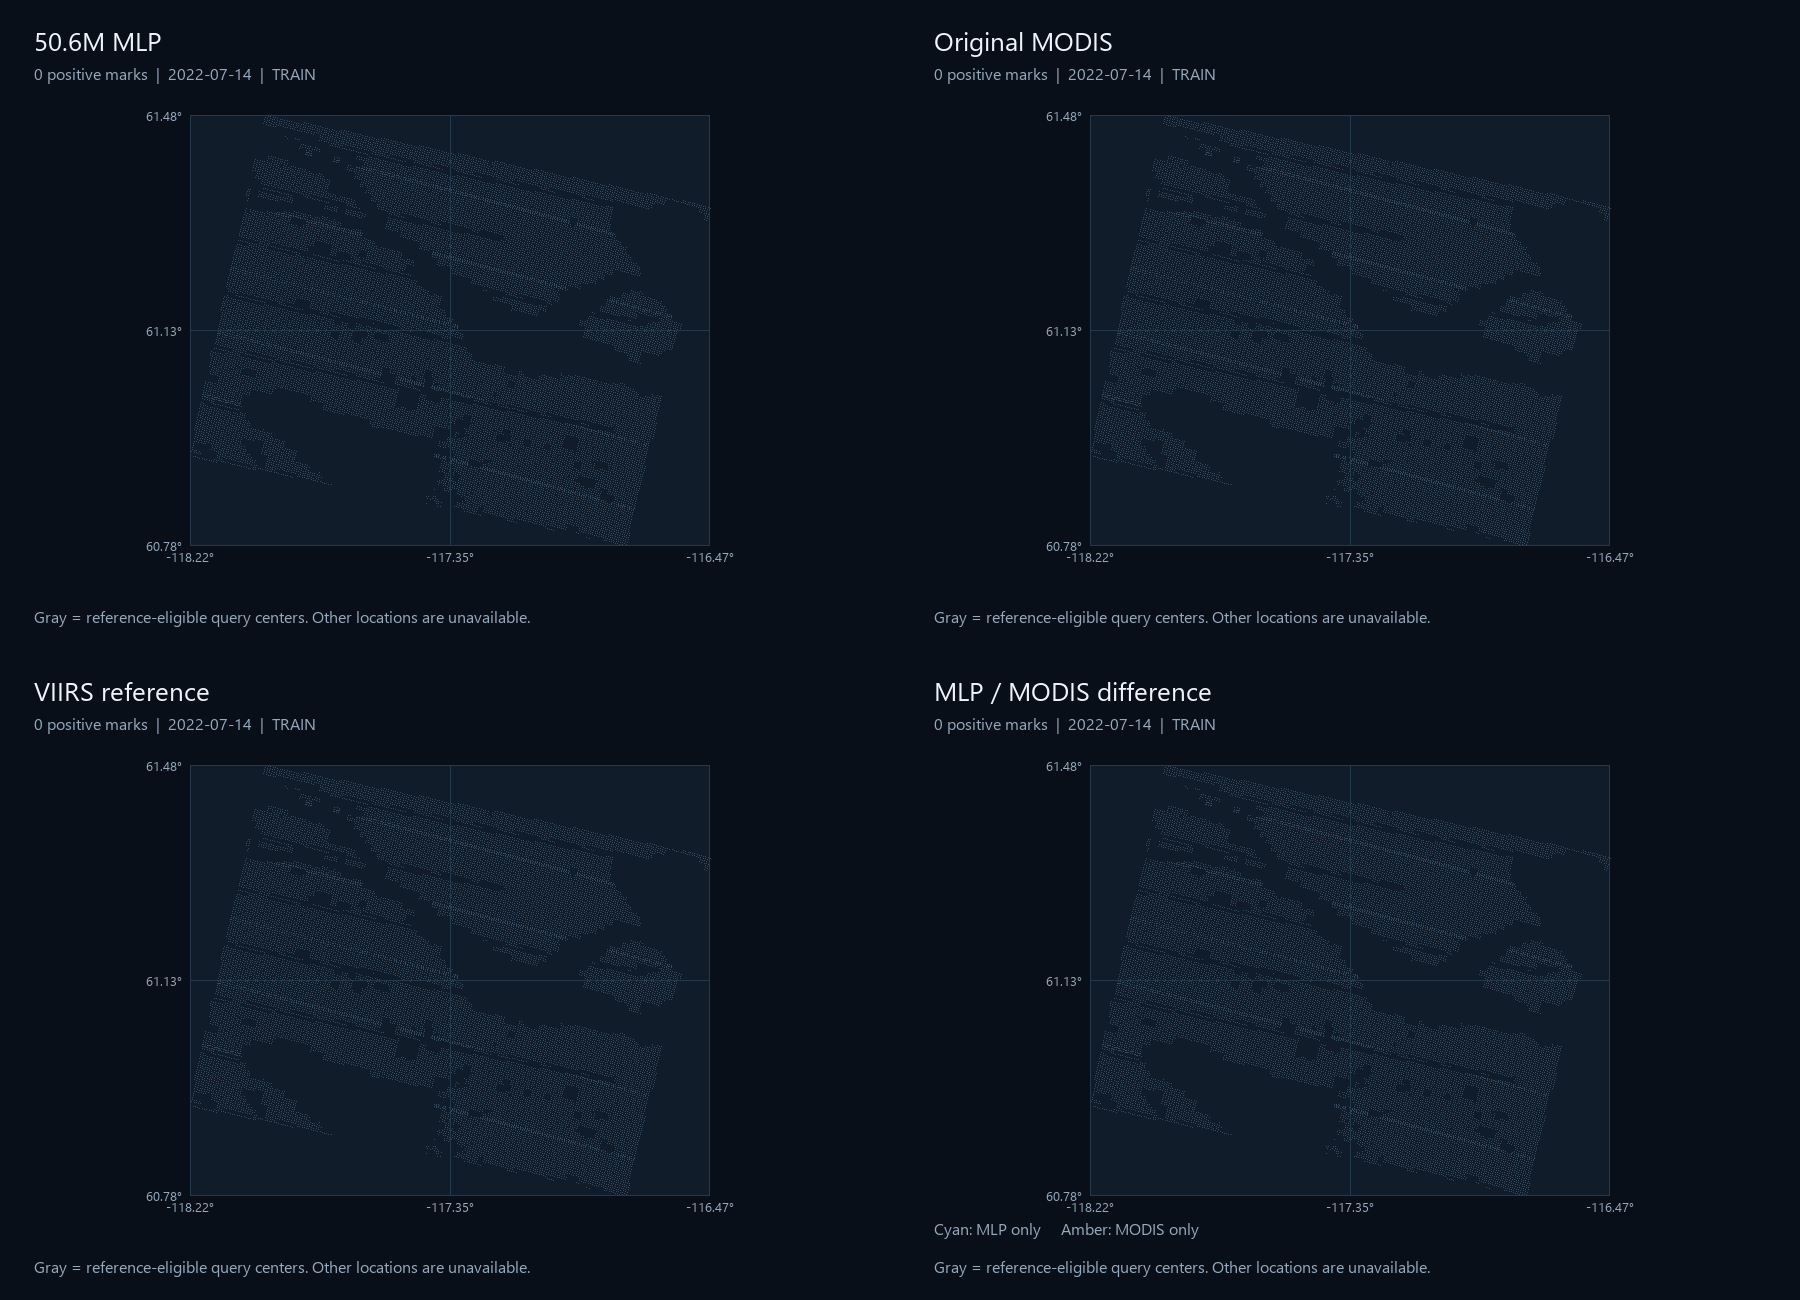 50.6M MLP
0 positive marks | 2022-07-14 | TRAIN
61.48°
61.13°
60.78°
-118.22°
-117.35°
-116.47°
Gray = reference-eligible query centers. Other locations are unavailable.
Original MODIS
0 positive marks | 2022-07-14 | TRAIN
61.48°
61.13°
60.78°
-118.22°
-117.35°
-116.47°
Gray = reference-eligible query centers. Other locations are unavailable.
VIIRS reference
0 positive marks | 2022-07-14 | TRAIN
61.48°
61.13°
60.78°
-118.22°
-117.35°
-116.47°
Gray = reference-eligible query centers. Other locations are unavailable.
MLP / MODIS difference
0 positive marks | 2022-07-14 | TRAIN
61.48°
61.13°
60.78°
-118.22°
-117.35°
-116.47°
Cyan: MLP only Amber: MODIS only
Gray = reference-eligible query centers. Other locations are unavailable.